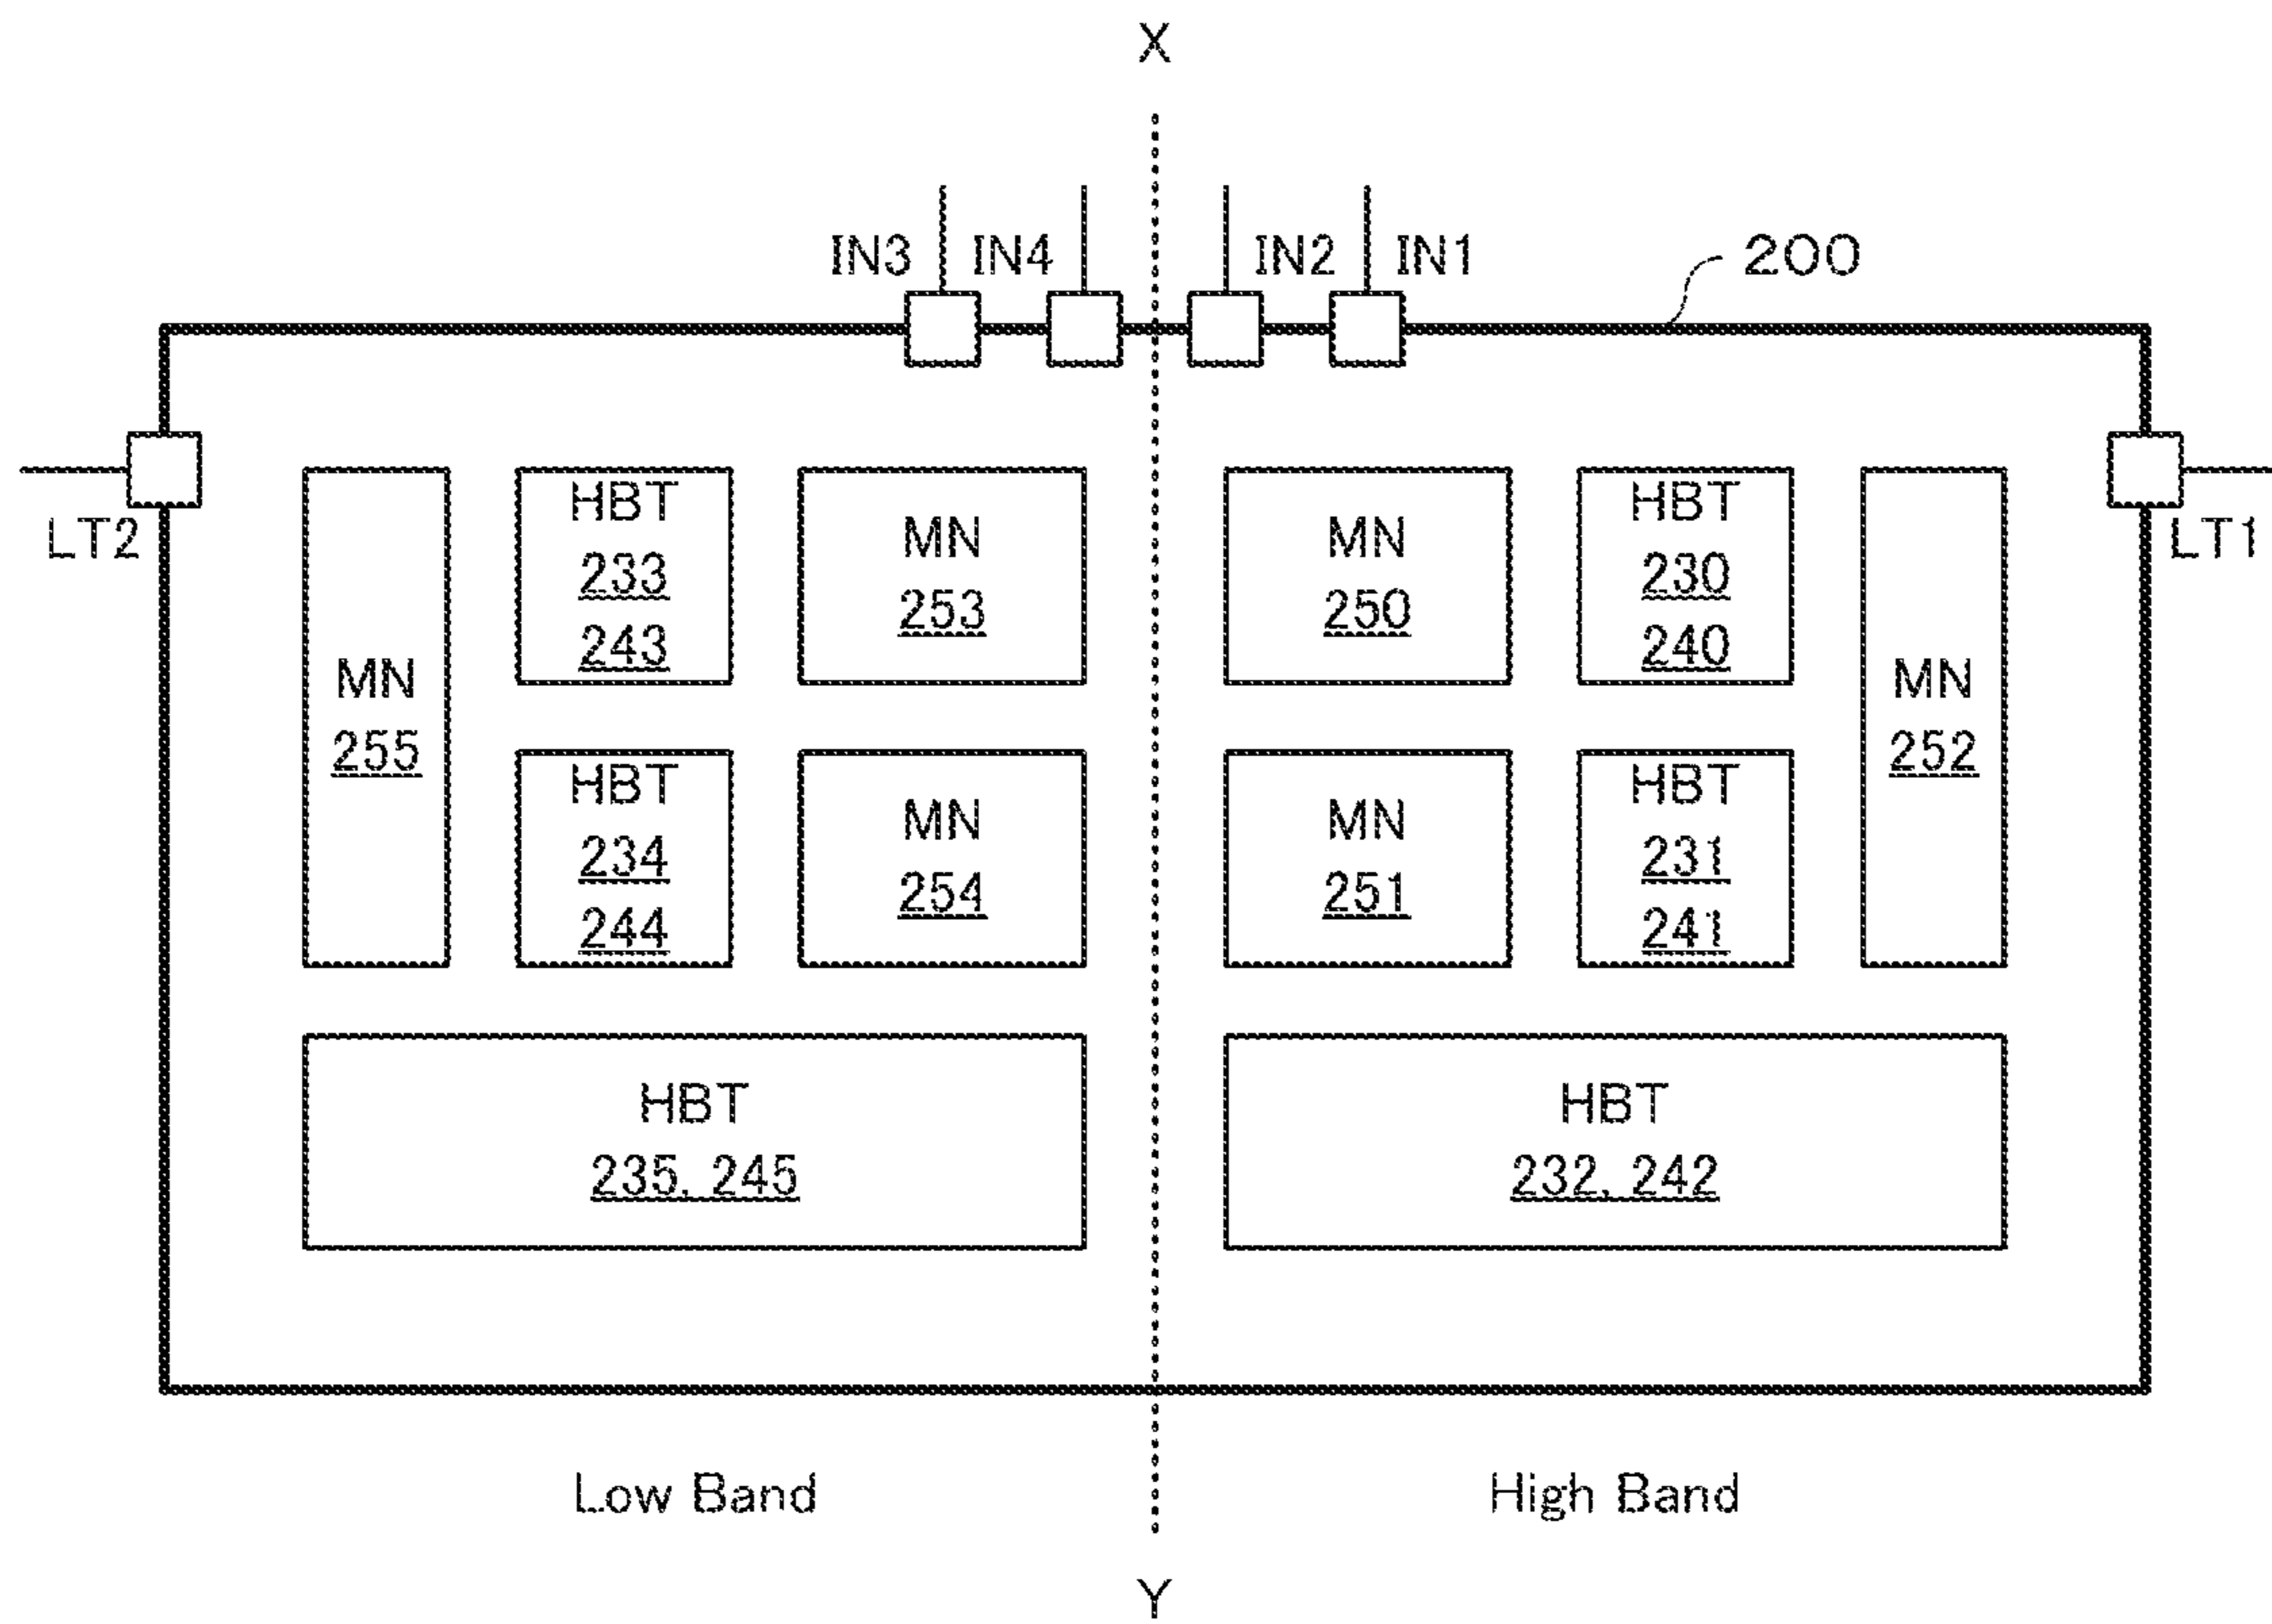 X
IN3 IN4 IN2 IN1 200
LT2 LT1
HBT
233
243
MN
253
MN
250
HBT
230
240
MN
255
MN
252
HBT
234
244
MN
254
MN
251
HBT
231
241
HBT
235, 245
HBT
232, 242
Low Band High Band
Y